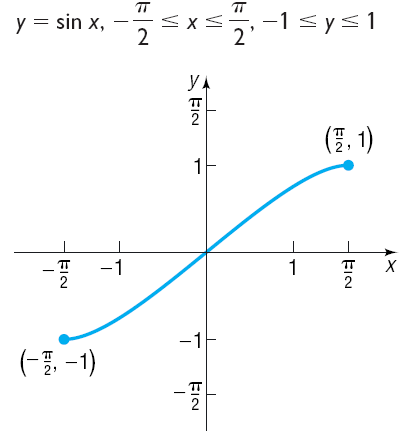 y = sin x, −π/2 ≤ x ≤ π/2, −1 ≤ y ≤ 1
y
π/2
(π/2, 1)
1
−π/2 −1 1 π/2 x
−1
(−π/2, −1)
−π/2